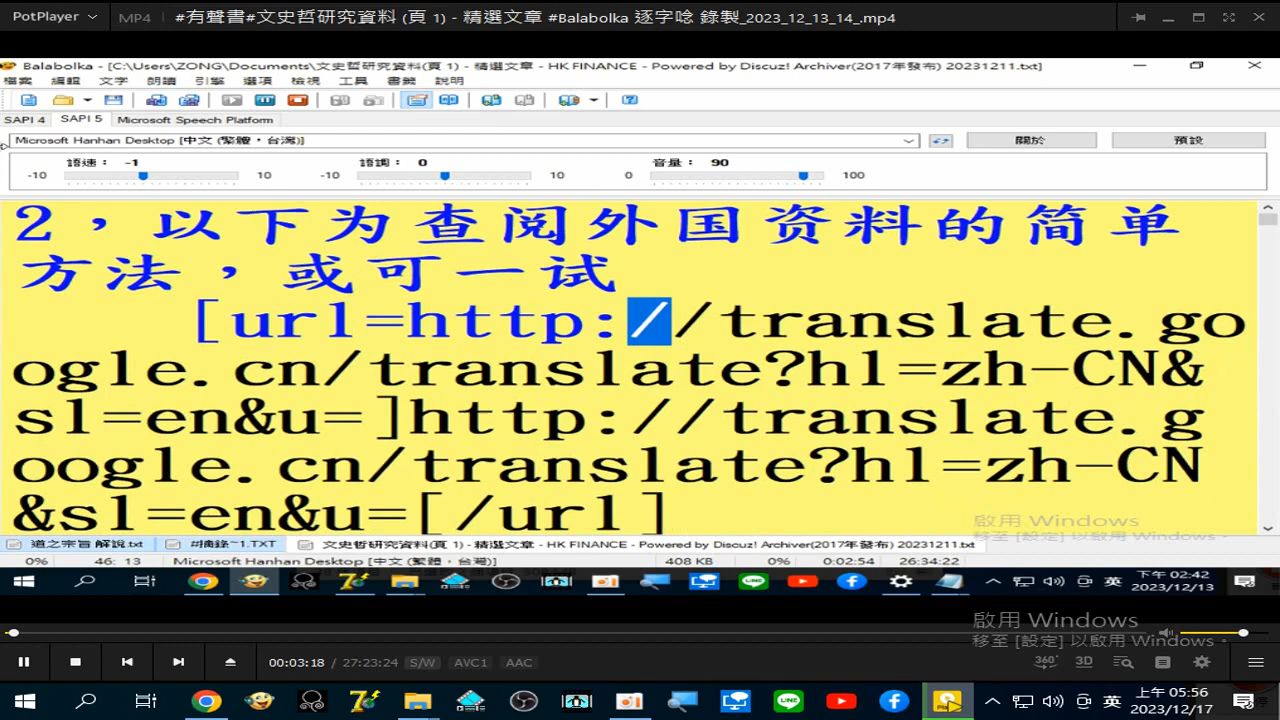 PotPlayer MP4 #有聲書#文史哲研究資料 (頁 1) - 精選文章 #Balabolka 逐字唸 錄製_2023_12_13_14_.mp4
Balabolka - [C:\Users\ZONG\Documents\文史哲研究資料(頁 1) - 精選文章 - HK FINANCE - Powered by Discuz! Archiver(2017年發布) 20231211.txt]
檔案 編輯 文字 朗讀 引擎 選項 檢視 工具 書籤 說明
SAPI 4 SAPI 5 Microsoft Speech Platform
Microsoft Hanhan Desktop [中文 (繁體，台灣)] 關於 預設
語速： -1 語調： 0 音量： 90
-10 10 -10 10 0 100
2，以下为查阅外国资料的简单
方法，或可一试
[url=http://translate.go
ogle.cn/translate?hl=zh-CN&
sl=en&u=]http://translate.g
oogle.cn/translate?hl=zh-CN
&sl=en&u=[/url]
啟用 Windows
移至 [設定] 以啟用 Windows。
道之宗旨 解說.txt #摘錄~1.TXT 文史哲研究資料(頁 1) - 精選文章 - HK FINANCE - Powered by Discuz! Archiver(2017年發布) 20231211.txt
0% 46: 13 Microsoft Hanhan Desktop [中文 (繁體，台灣)] 408 KB 0% 0:02:54 26:34:22
英 下午 02:42
2023/12/13
啟用 Windows
移至 [設定] 以啟用 Windows。
00:03:18 / 27:23:24 S/W AVC1 AAC 360° 3D
英 上午 05:56
2023/12/17